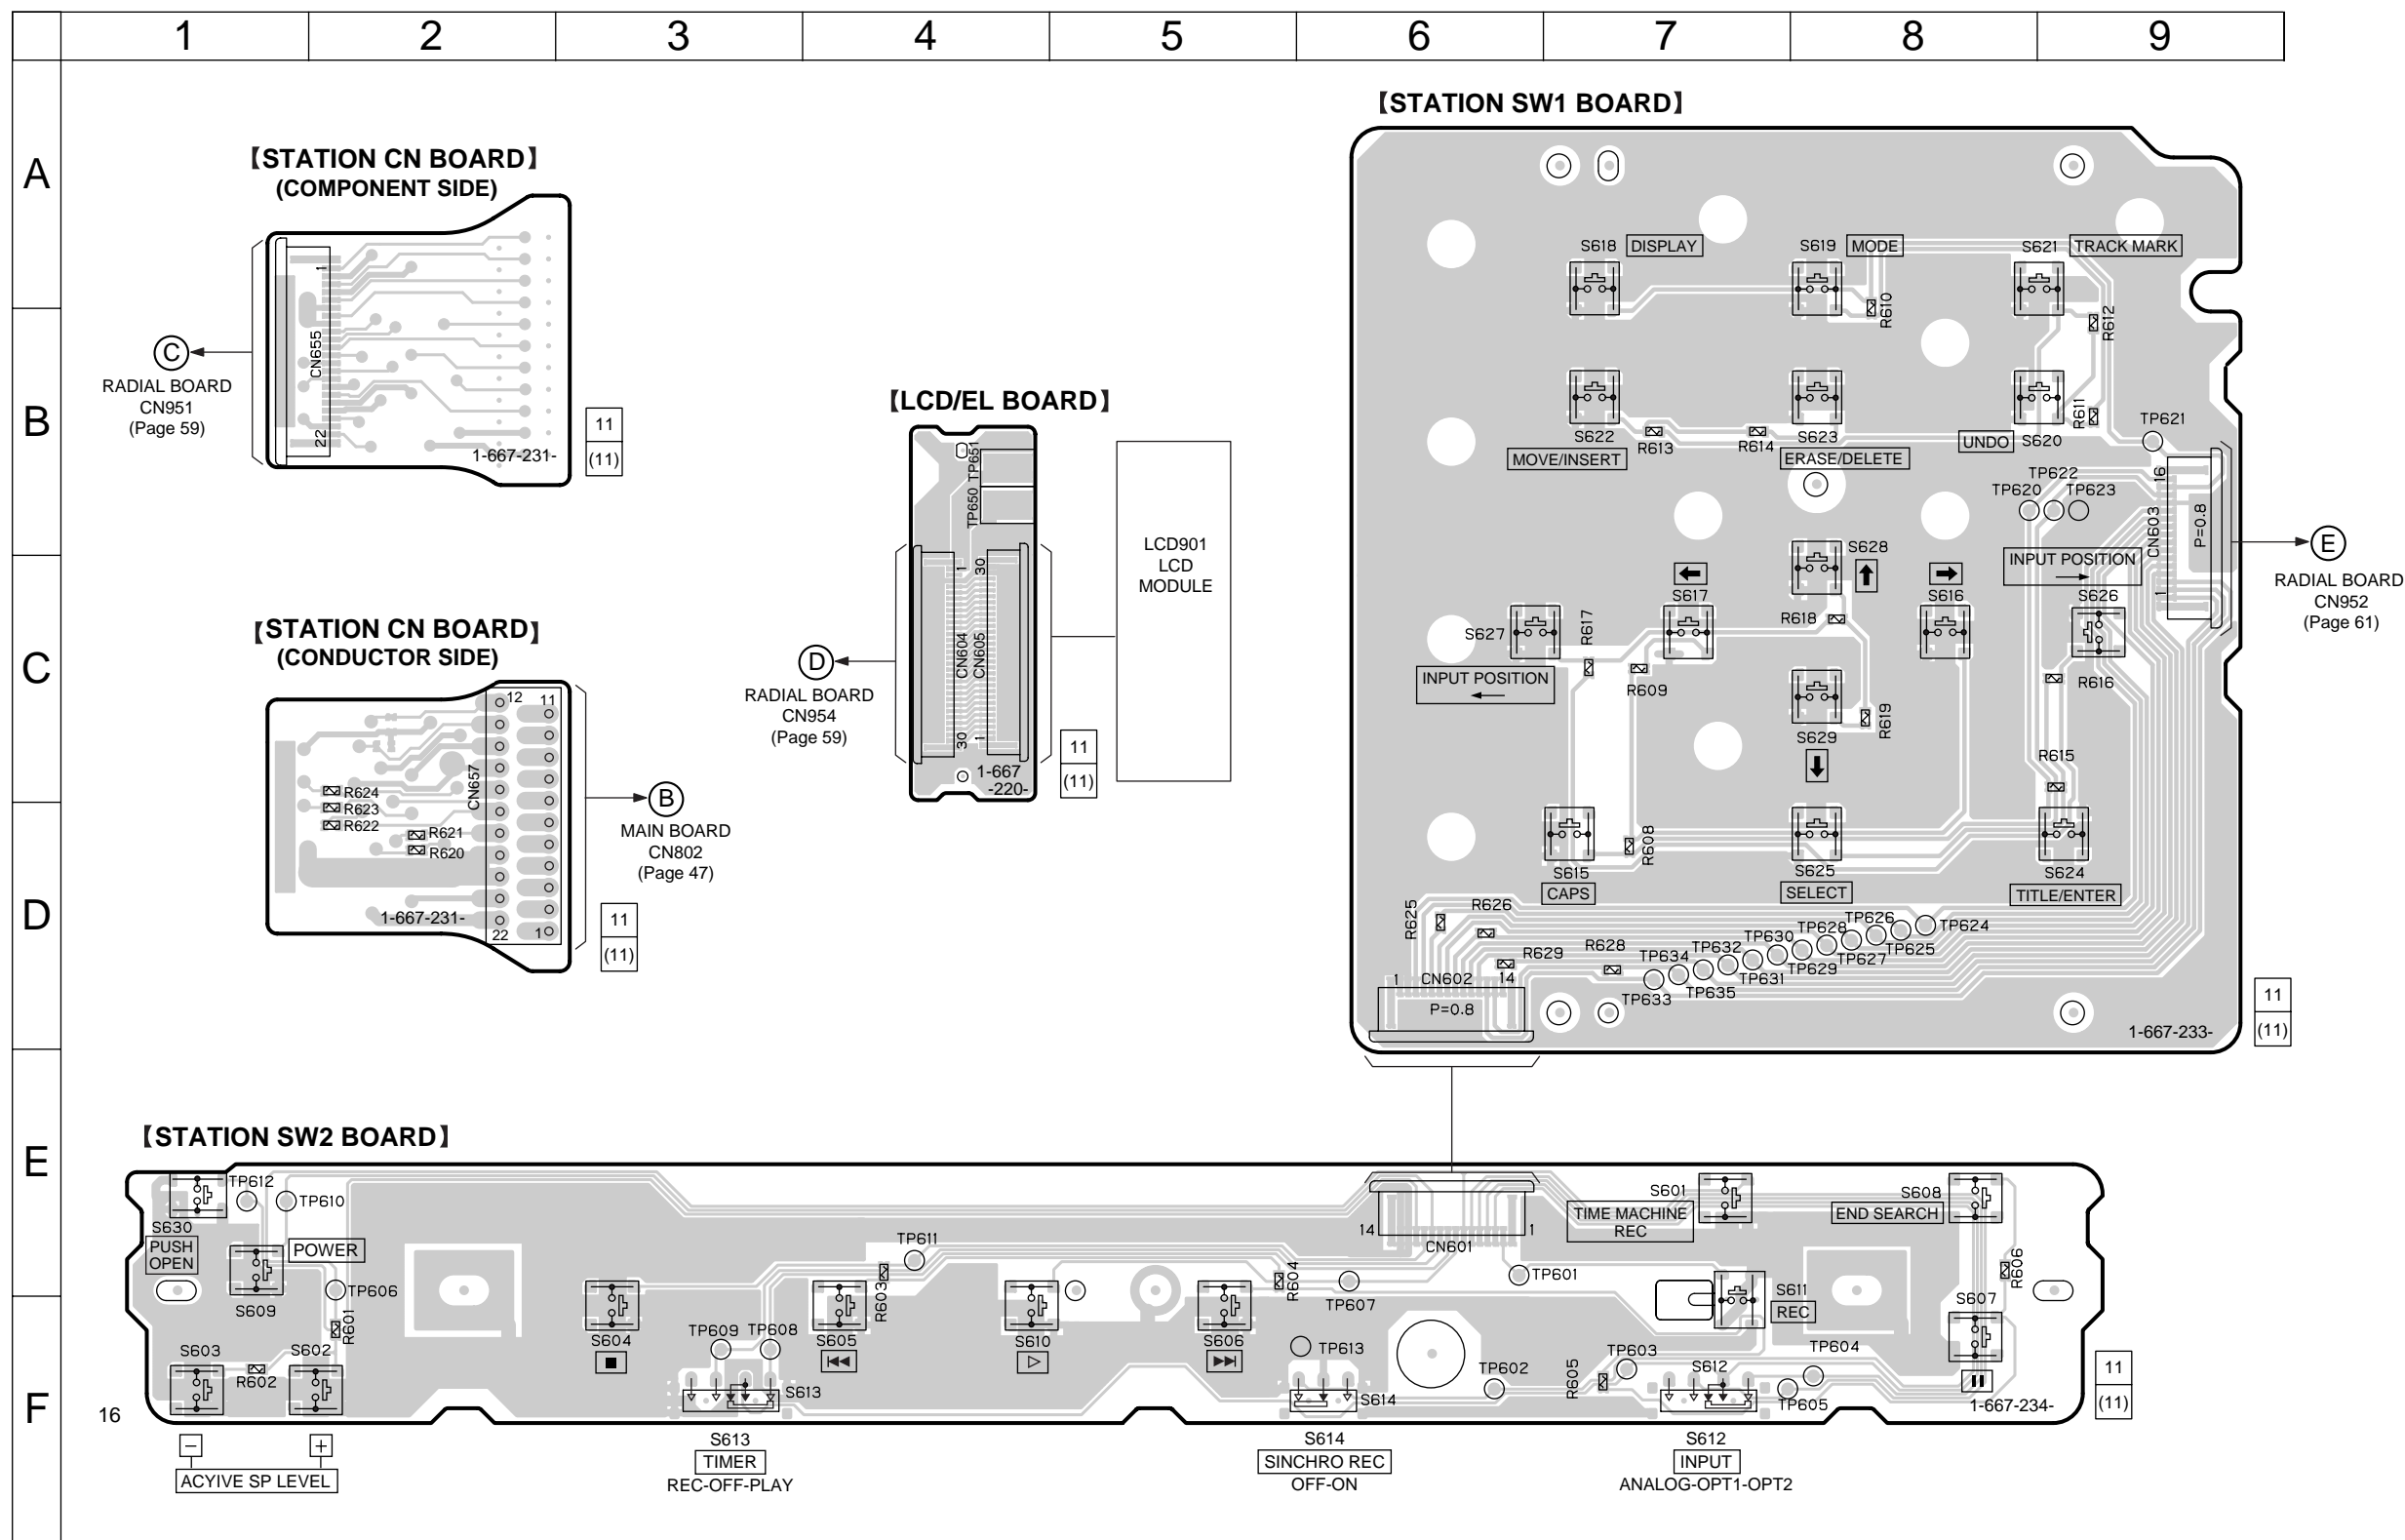 1 2 3 4 5 6 7 8 9
A
B
C
D
E
F
【STATION CN BOARD】
(COMPONENT SIDE)
1
CN655
22
1-667-231-
11
(11)
C
RADIAL BOARD
CN951
(Page 59)
【STATION CN BOARD】
(CONDUCTOR SIDE)
12
11
CN657
R624
R623
R622
R621
R620
1-667-231-
22
1
11
(11)
B
MAIN BOARD
CN802
(Page 47)
【LCD/EL BOARD】
TP651
TP650
1
30
CN604
CN605
30
1
1-667
-220-
11
(11)
D
RADIAL BOARD
CN954
(Page 59)
LCD901
LCD
MODULE
【STATION SW1 BOARD】
S618 DISPLAY
S619 MODE
S621 TRACK MARK
R610
R612
S622
MOVE/INSERT
R613
R614
S623
ERASE/DELETE
UNDO
S620
R611
TP621
TP622
TP620
TP623
16
CN603
P=0.8
1
E
RADIAL BOARD
CN952
(Page 61)
INPUT POSITION
→
S626
S628
↑
←
S617
→
S616
R618
S627
R617
INPUT POSITION
←
R609
R616
R619
S629
↓
R615
S615
CAPS
R608
S625
SELECT
S624
TITLE/ENTER
R625
R626
R629
R628
TP634
TP632
TP630
TP628
TP626
TP624
TP633
TP635
TP631
TP629
TP627
TP625
1
CN602
14
P=0.8
1-667-233-
11
(11)
【STATION SW2 BOARD】
S630
PUSH
OPEN
TP612
TP610
POWER
S609
TP606
R601
S603
R602
S602
S604
■
TP609
TP608
S613
S605
⏮
R603
TP611
S610
▷
S606
⏭
R604
TP607
TP613
S614
14
CN601
1
TP601
TP602
S601
TIME MACHINE
REC
S608
END SEARCH
R606
S611
REC
S607
R605
TP603
S612
TP604
TP605
1-667-234-
11
(11)
16
−
+
ACYIVE SP LEVEL
S613
TIMER
REC-OFF-PLAY
S614
SINCHRO REC
OFF-ON
S612
INPUT
ANALOG-OPT1-OPT2